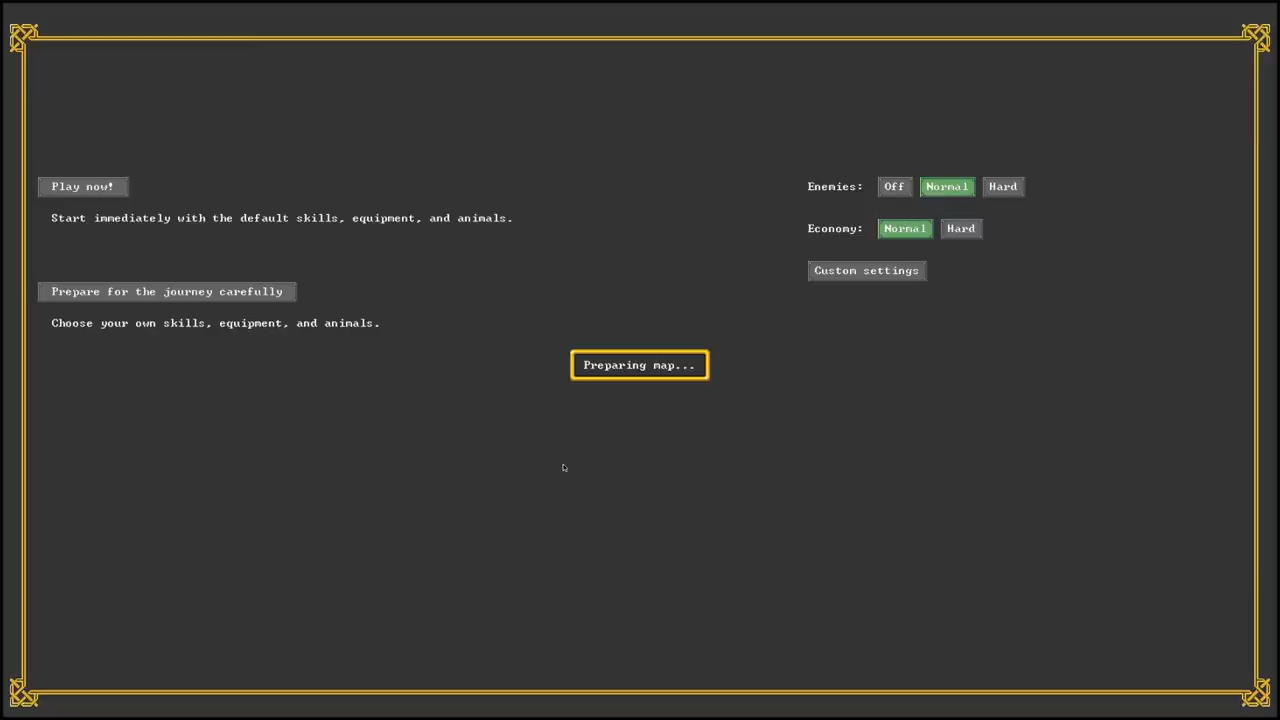 Play now!
Start immediately with the default skills, equipment, and animals.
Prepare for the journey carefully
Choose your own skills, equipment, and animals.
Enemies: Off Normal Hard
Economy: Normal Hard
Custom settings
Preparing map...